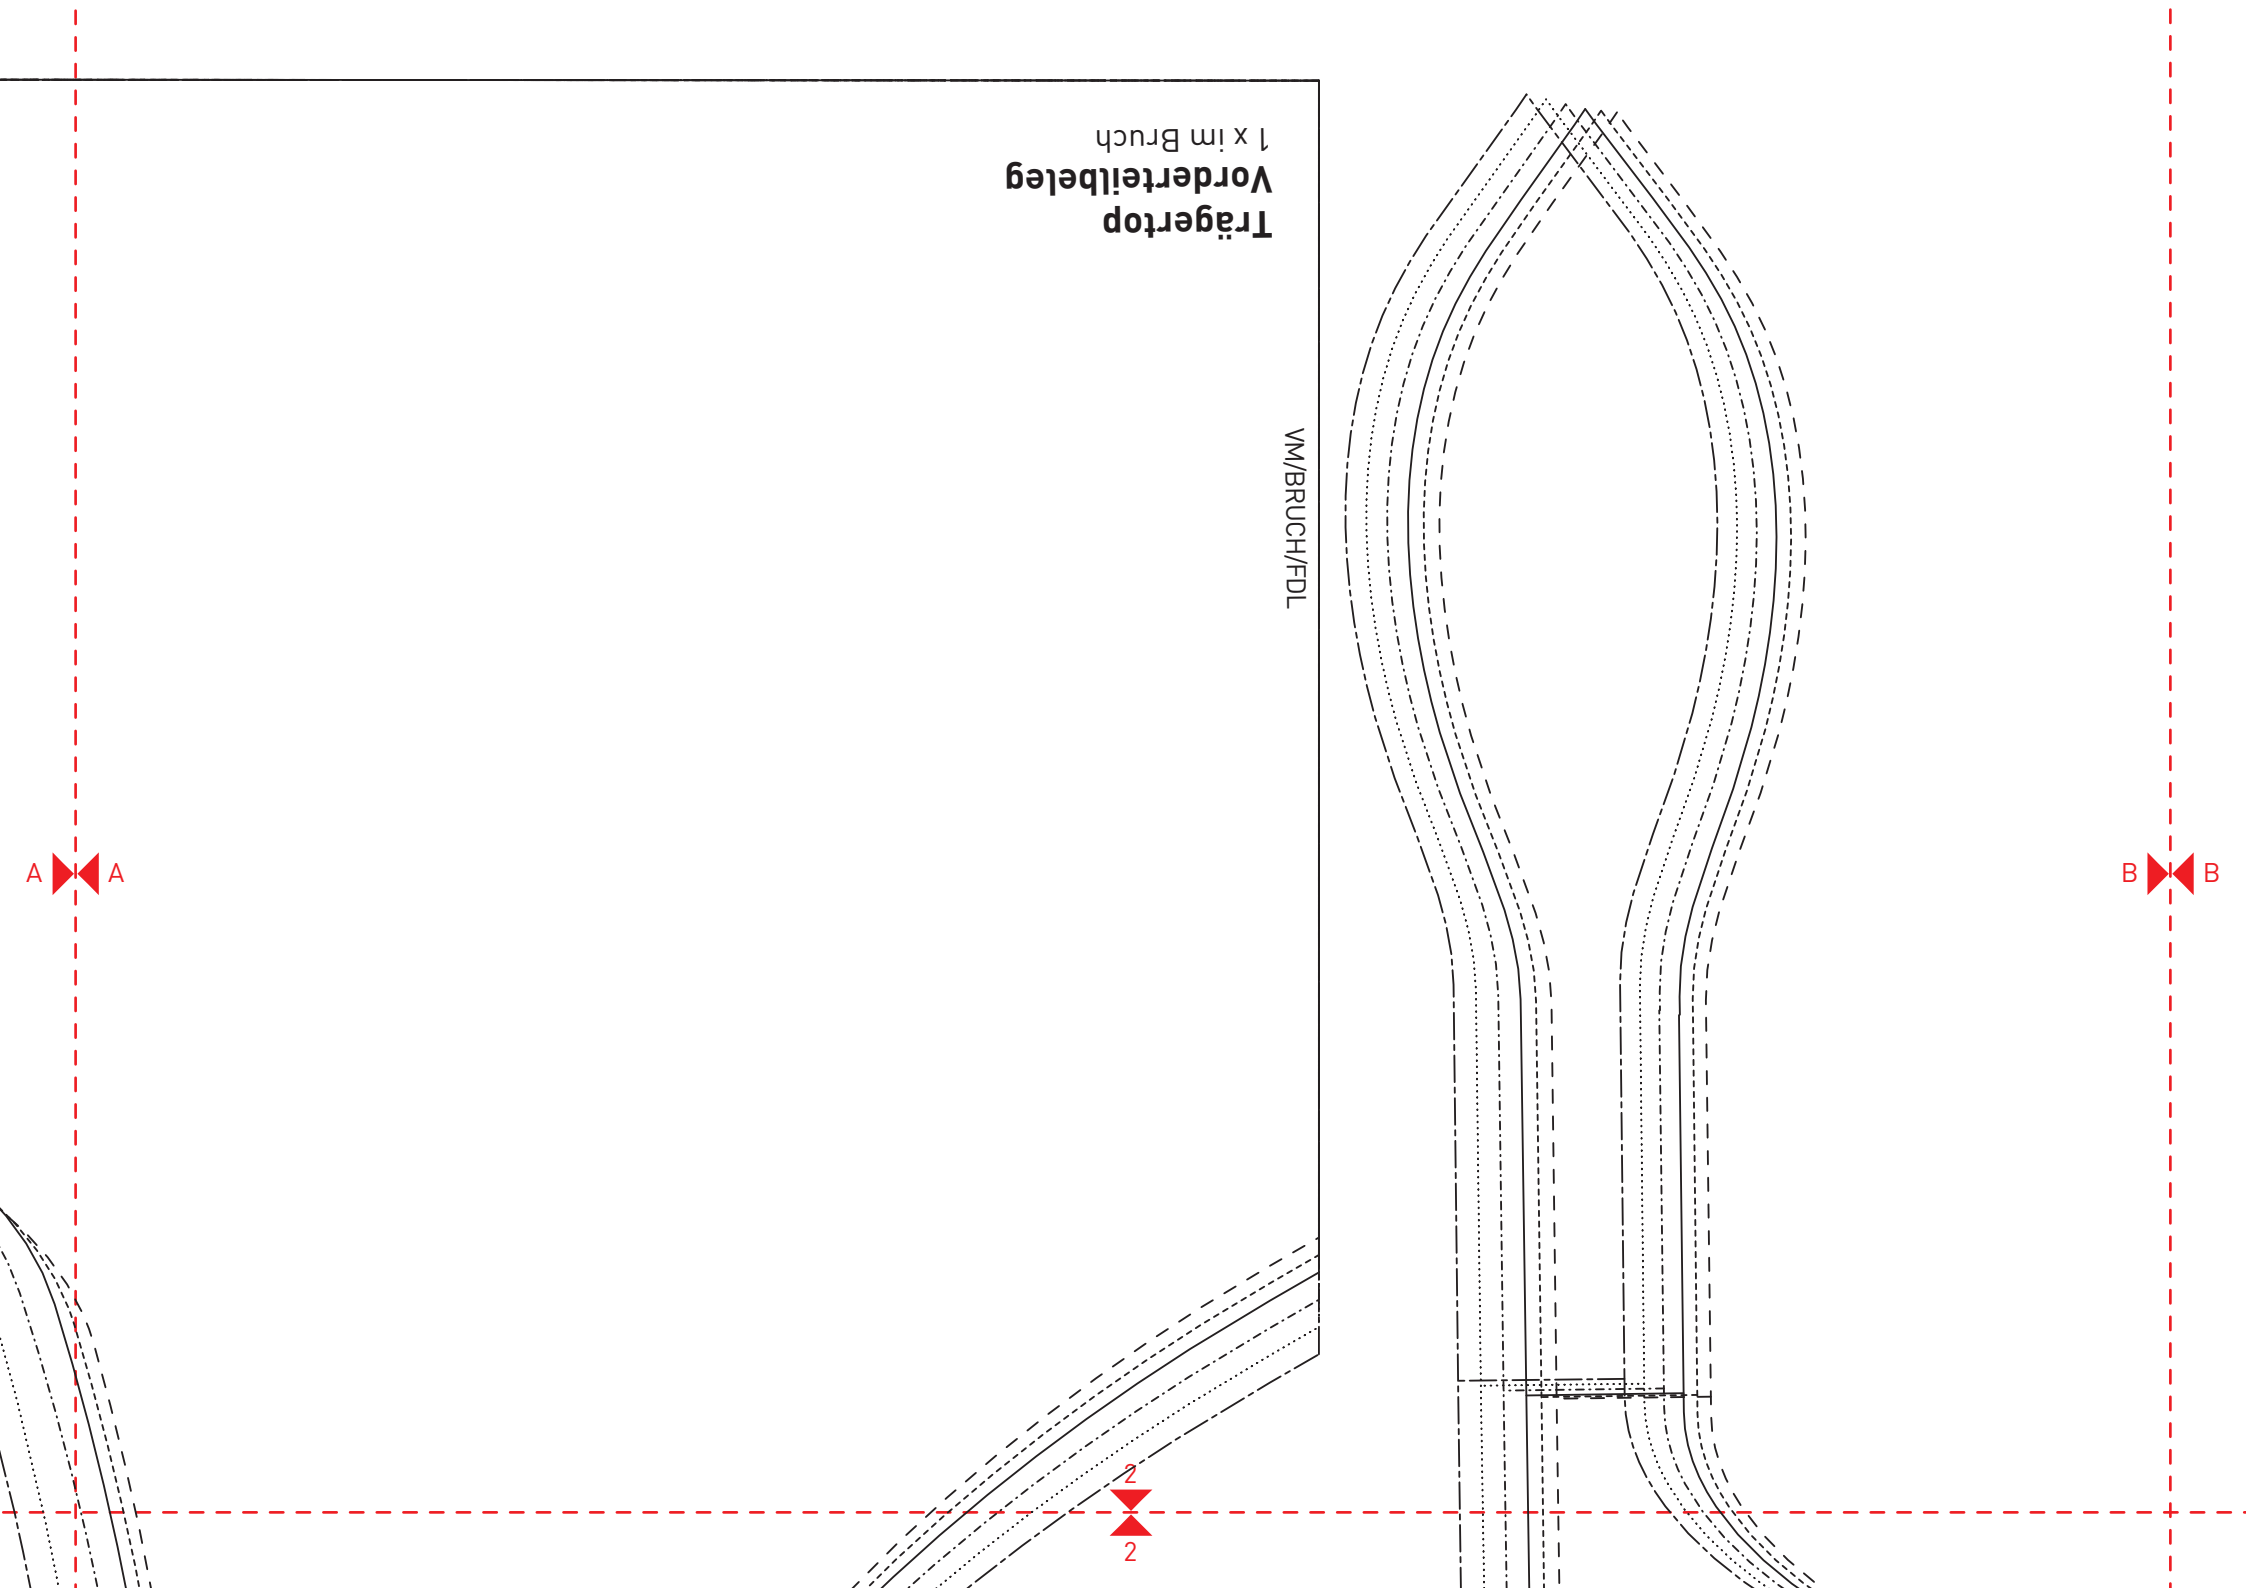 Trägertop
Vorderteilbeleg
1 x im Bruch
VM/BRUCH/FDL
A A
B B
2
2